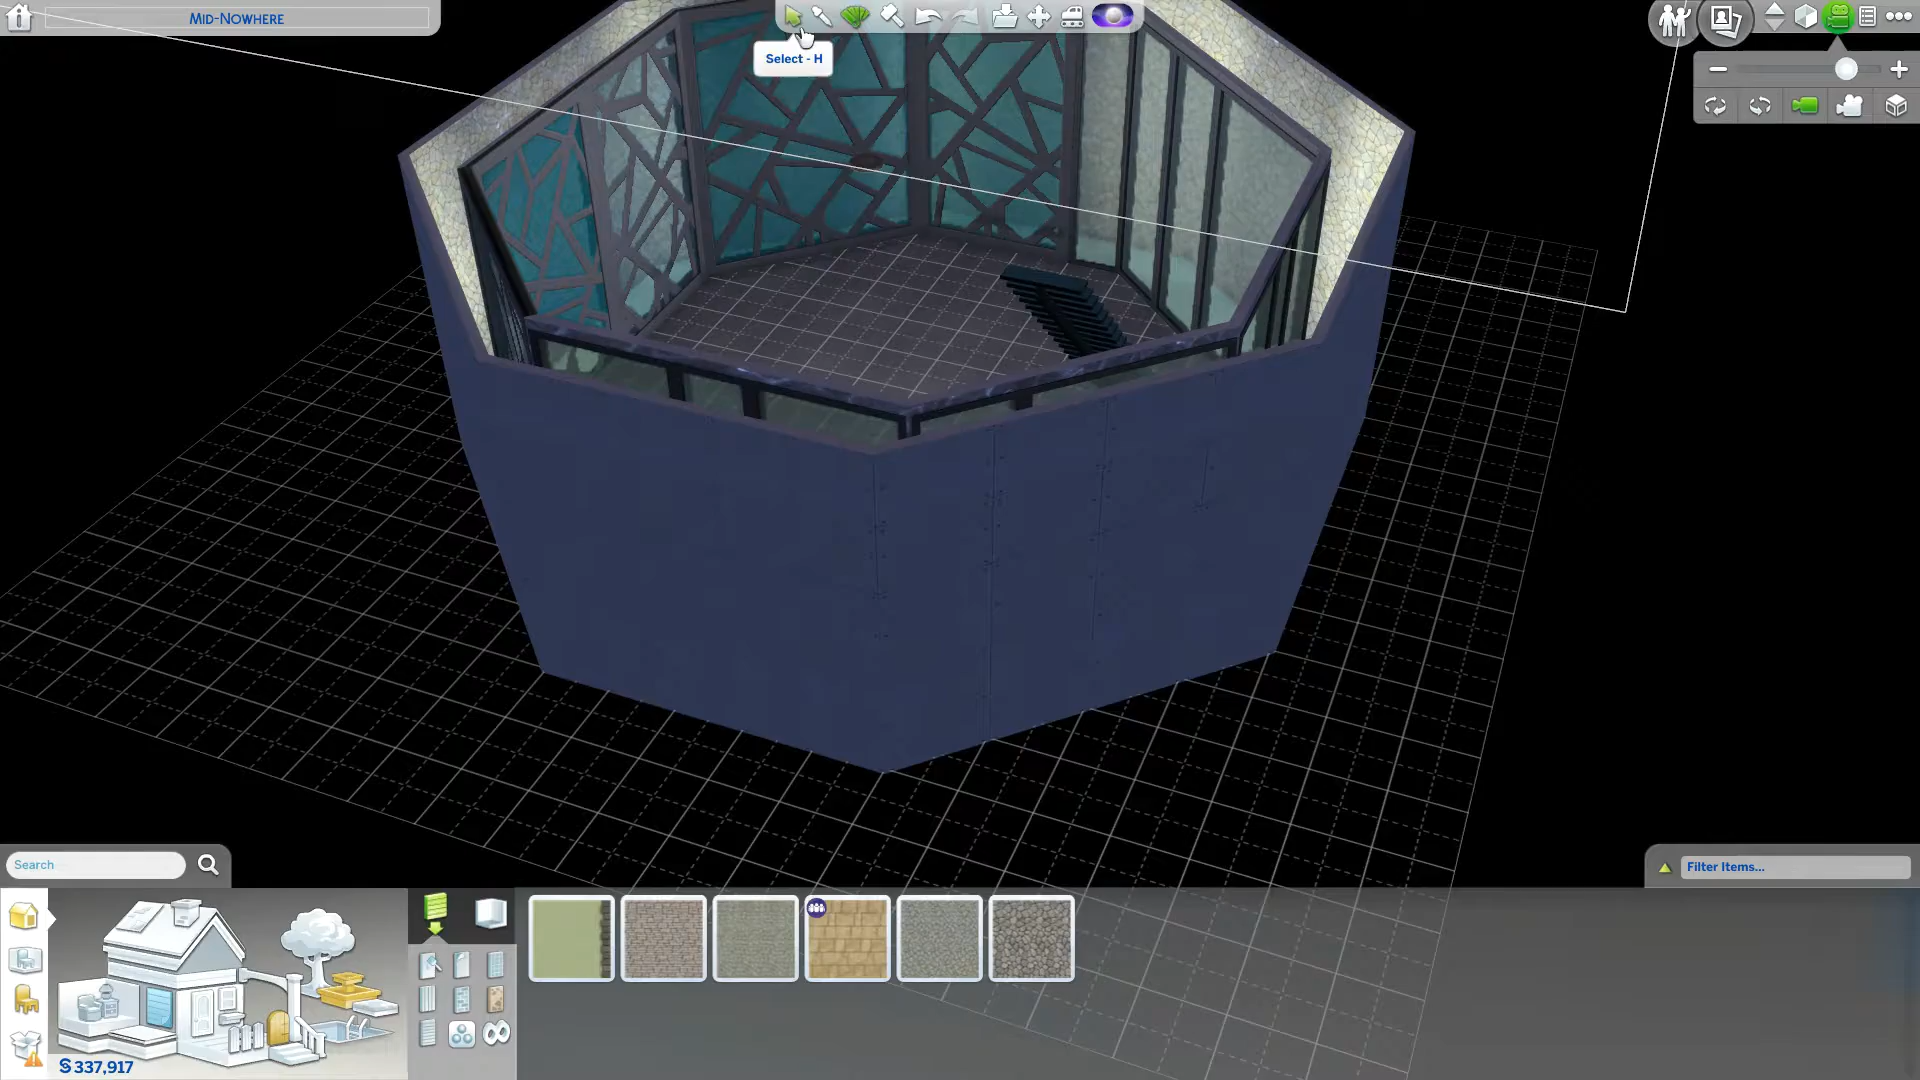 Mid-Nowhere
Select - H
Search
Filter Items...
§337,917